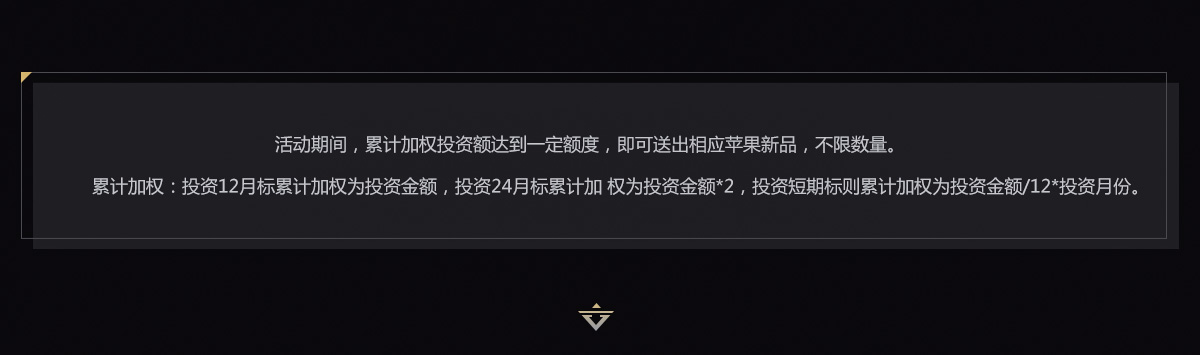 活动期间，累计加权投资额达到一定额度，即可送出相应苹果新品，不限数量。
累计加权：投资12月标累计加权为投资金额，投资24月标累计加 权为投资金额*2，投资短期标则累计加权为投资金额/12*投资月份。